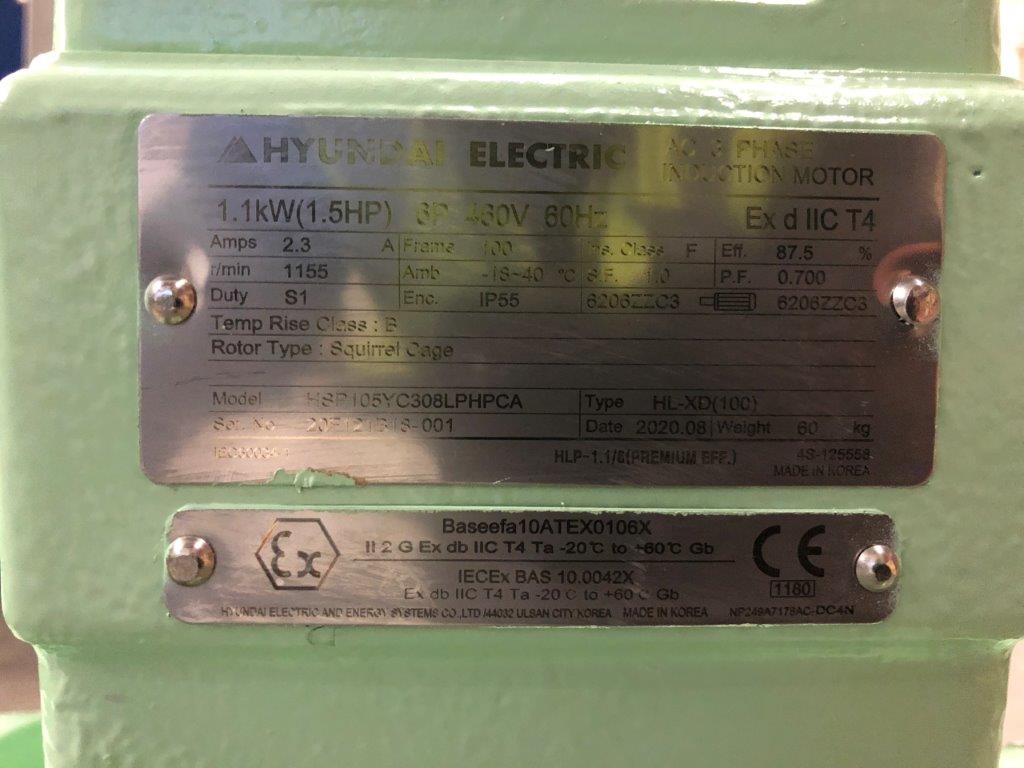 HYUNDAI ELECTRIC AC 3 PHASE
INDUCTION MOTOR
1.1kW(1.5HP) 6P 460V 60Hz Ex d IIC T4
Amps 2.3 A Frame 100 Ins. Class F Eff. 87.5 %
r/min 1155 Amb -18~40 °C S.F. 1.0 P.F. 0.700
Duty S1 Enc. IP55 6206ZZC3 6206ZZC3
Temp Rise Class : B
Rotor Type : Squirrel Cage
Model HSP105YC308LPHPCA Type HL-XD(100)
Ser. No Date 2020.08 Weight 60 kg
HLP-1.1/6(PREMIUM EFF.) 4S-125558
MADE IN KOREA
Ex
Baseefa10ATEX0106X
II 2 G Ex db IIC T4 Ta -20°C to +60°C Gb
CE
IECEx BAS 10.0042X
Ex db IIC T4 Ta -20°C to +60°C Gb
1180
HYUNDAI ELECTRIC AND ENERGY SYSTEMS CO.,LTD /44032 ULSAN CITY KOREA MADE IN KOREA NP249A7178AC-DC4N